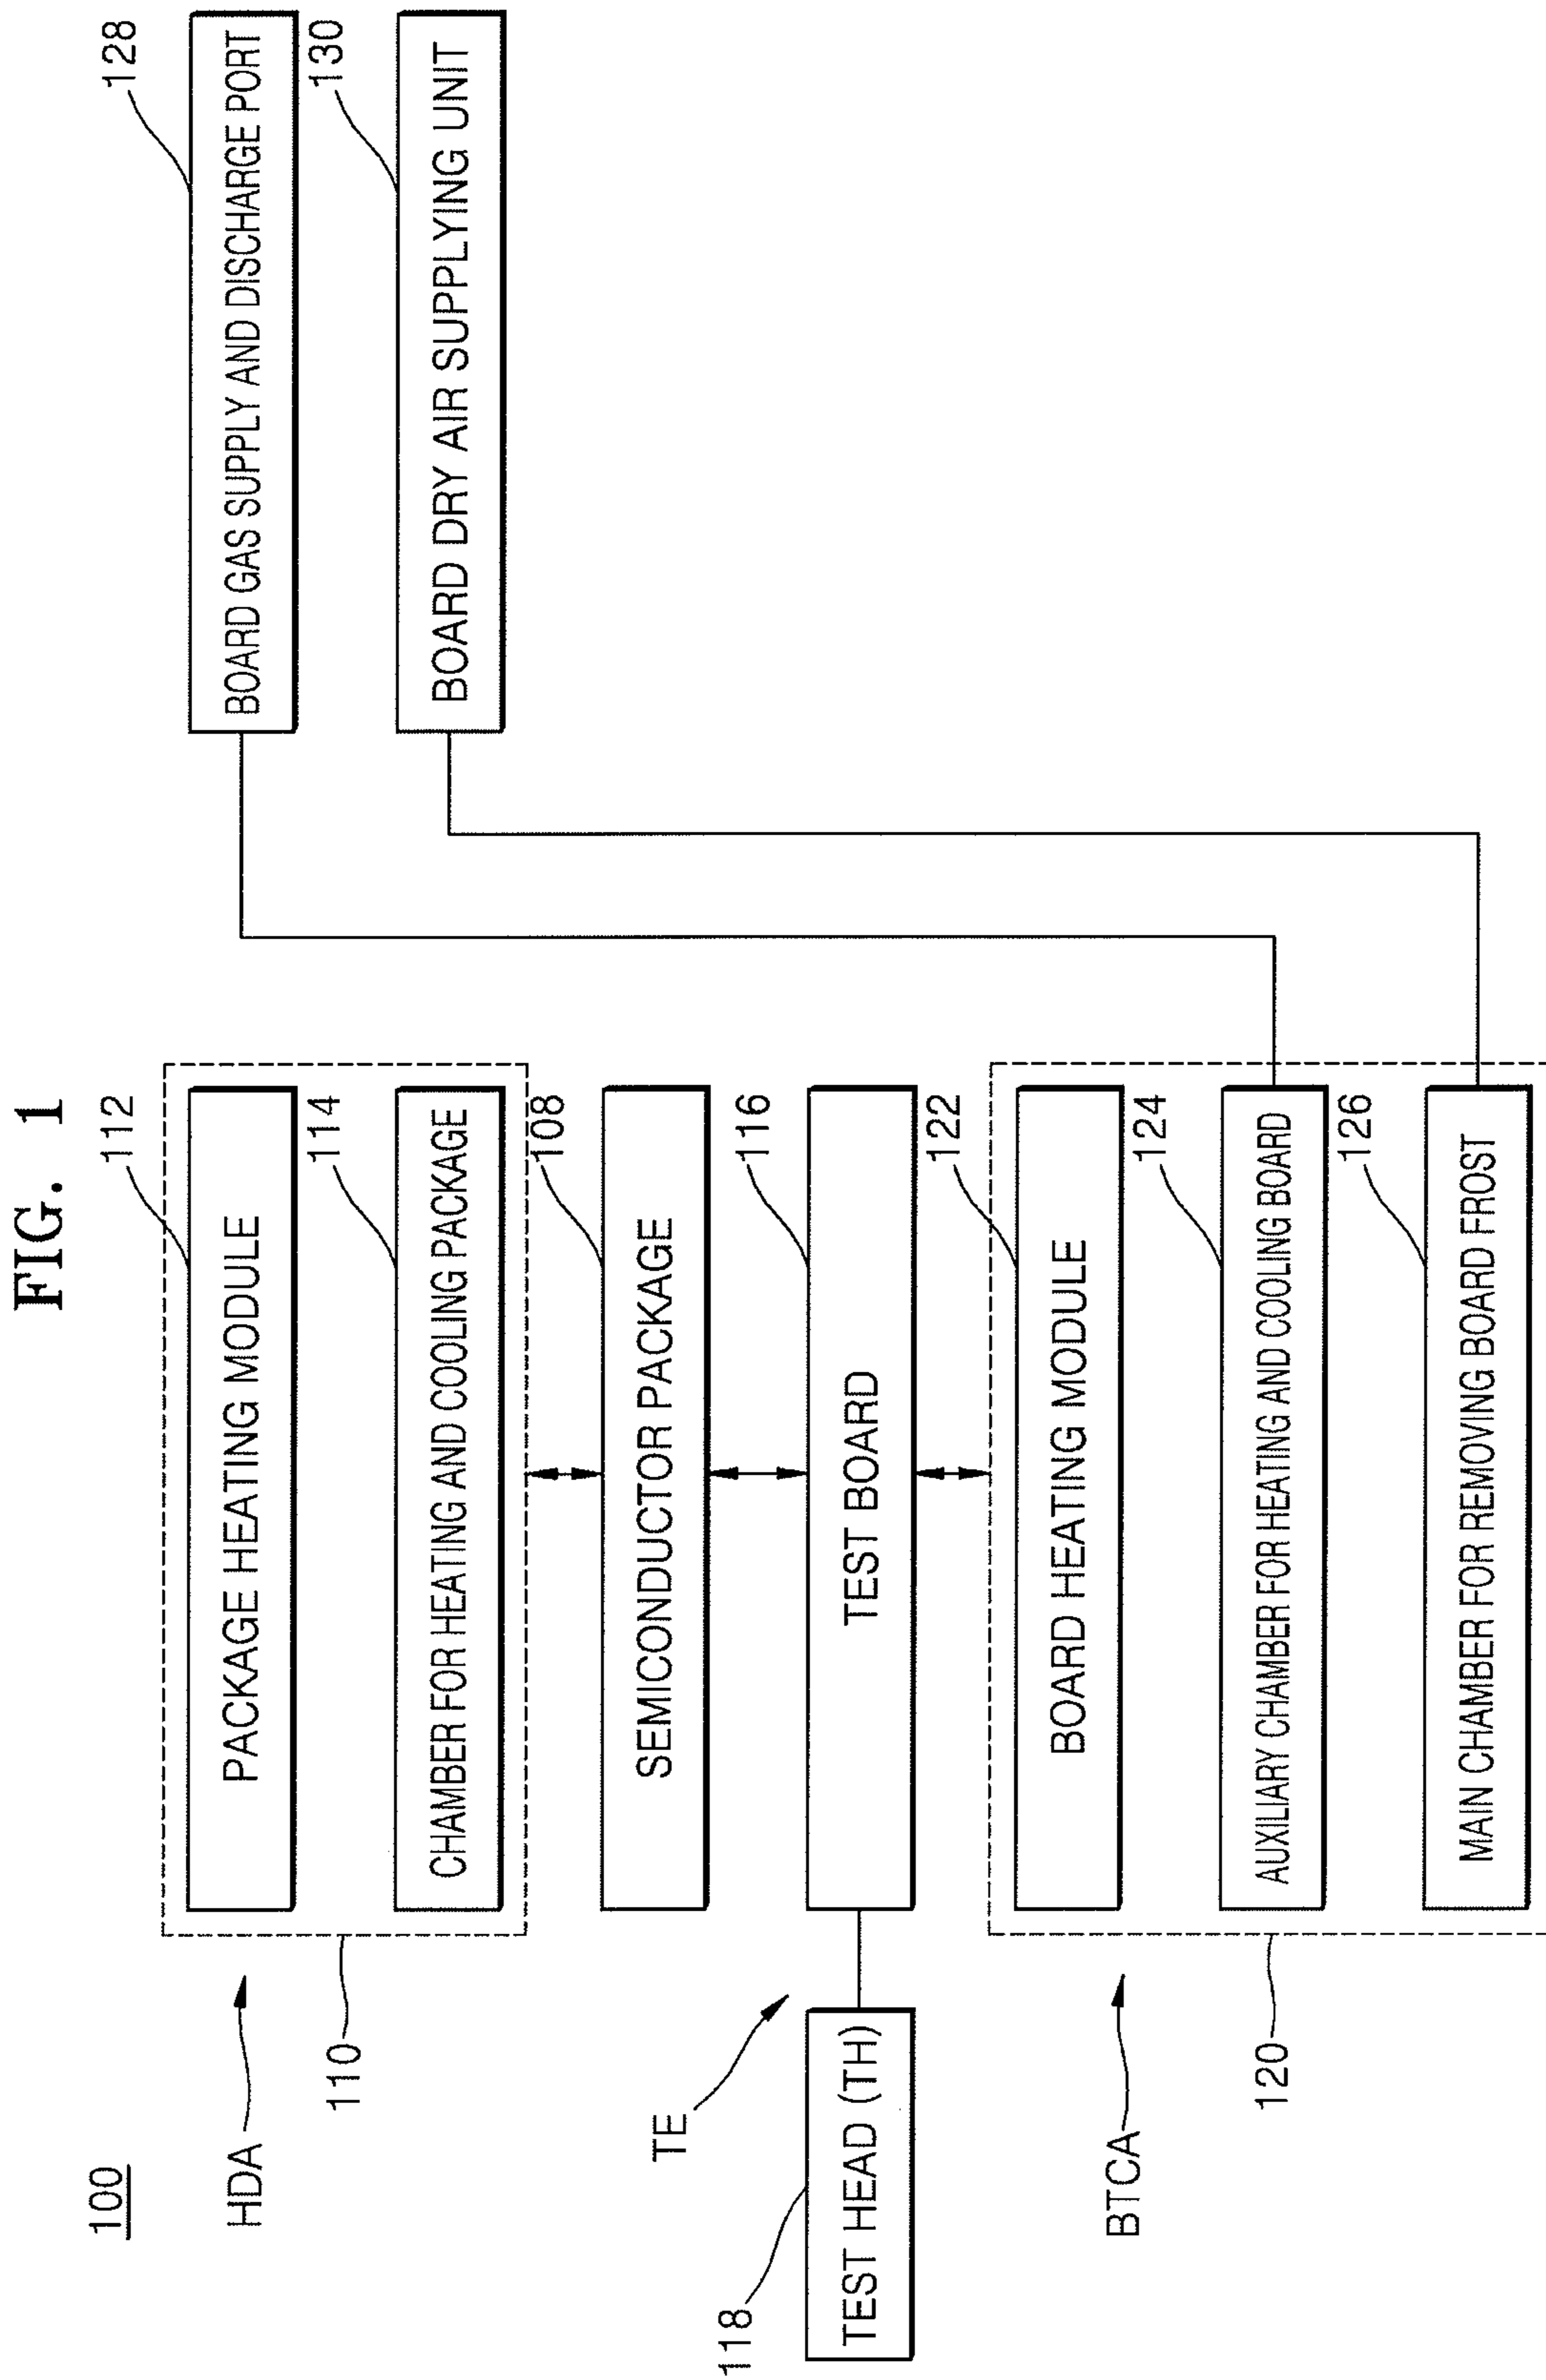 FIG. 1
100
HDA
110
112
PACKAGE HEATING MODULE
114
CHAMBER FOR HEATING AND COOLING PACKAGE
108
SEMICONDUCTOR PACKAGE
TE
118
TEST HEAD (TH)
116
TEST BOARD
BTCA
120
122
BOARD HEATING MODULE
124
AUXILIARY CHAMBER FOR HEATING AND COOLING BOARD
126
MAIN CHAMBER FOR REMOVING BOARD FROST
128
BOARD GAS SUPPLY AND DISCHARGE PORT
130
BOARD DRY AIR SUPPLYING UNIT